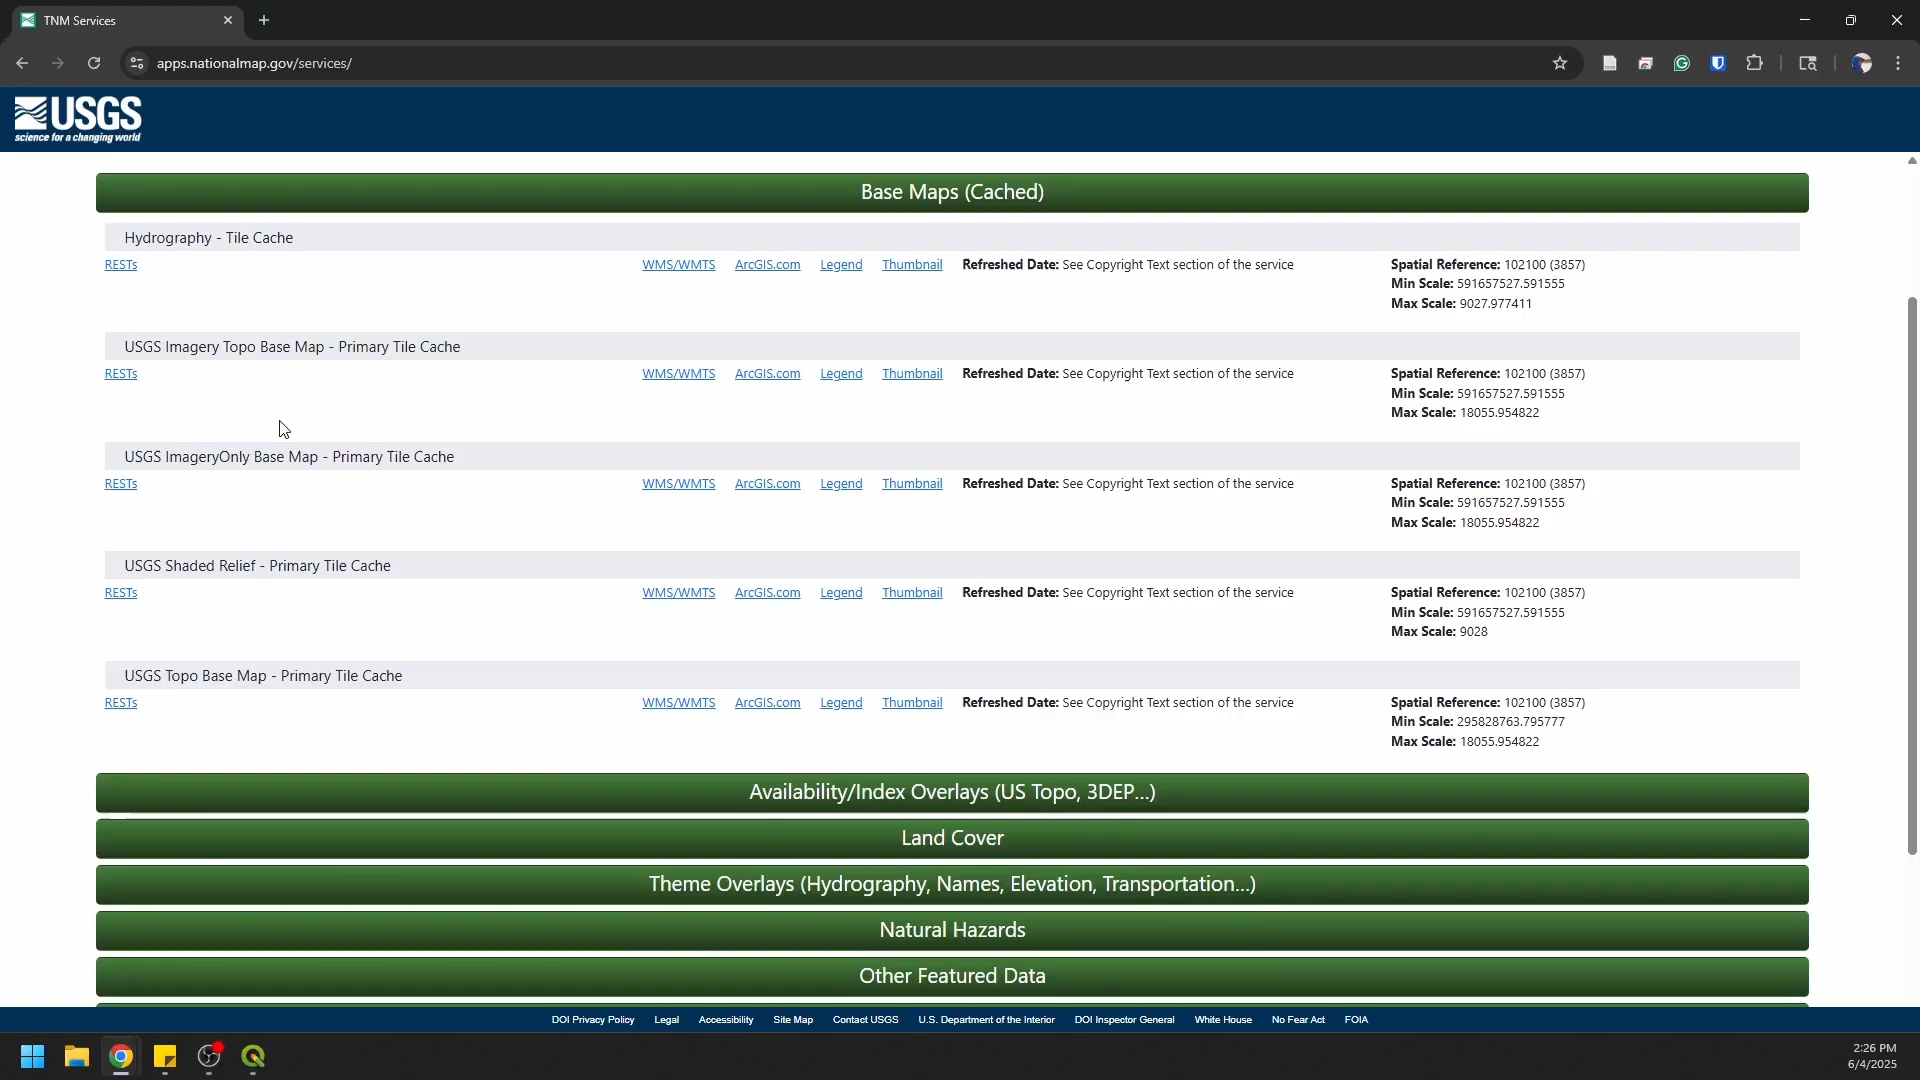 TNM Services
apps.nationalmap.gov/services/
USGS
science for a changing world
Base Maps (Cached)
Hydrography - Tile Cache
RESTs WMS/WMTS ArcGIS.com Legend Thumbnail Refreshed Date: See Copyright Text section of the service Spatial Reference: 102100 (3857)
Min Scale: 591657527.591555
Max Scale: 9027.977411
USGS Imagery Topo Base Map - Primary Tile Cache
RESTs WMS/WMTS ArcGIS.com Legend Thumbnail Refreshed Date: See Copyright Text section of the service Spatial Reference: 102100 (3857)
Min Scale: 591657527.591555
Max Scale: 18055.954822
USGS ImageryOnly Base Map - Primary Tile Cache
RESTs WMS/WMTS ArcGIS.com Legend Thumbnail Refreshed Date: See Copyright Text section of the service Spatial Reference: 102100 (3857)
Min Scale: 591657527.591555
Max Scale: 18055.954822
USGS Shaded Relief - Primary Tile Cache
RESTs WMS/WMTS ArcGIS.com Legend Thumbnail Refreshed Date: See Copyright Text section of the service Spatial Reference: 102100 (3857)
Min Scale: 591657527.591555
Max Scale: 9028
USGS Topo Base Map - Primary Tile Cache
RESTs WMS/WMTS ArcGIS.com Legend Thumbnail Refreshed Date: See Copyright Text section of the service Spatial Reference: 102100 (3857)
Min Scale: 295828763.795777
Max Scale: 18055.954822
Availability/Index Overlays (US Topo, 3DEP...)
Land Cover
Theme Overlays (Hydrography, Names, Elevation, Transportation...)
Natural Hazards
Other Featured Data
DOI Privacy Policy Legal Accessibility Site Map Contact USGS U.S. Department of the Interior DOI Inspector General White House No Fear Act FOIA
2:26 PM
6/4/2025